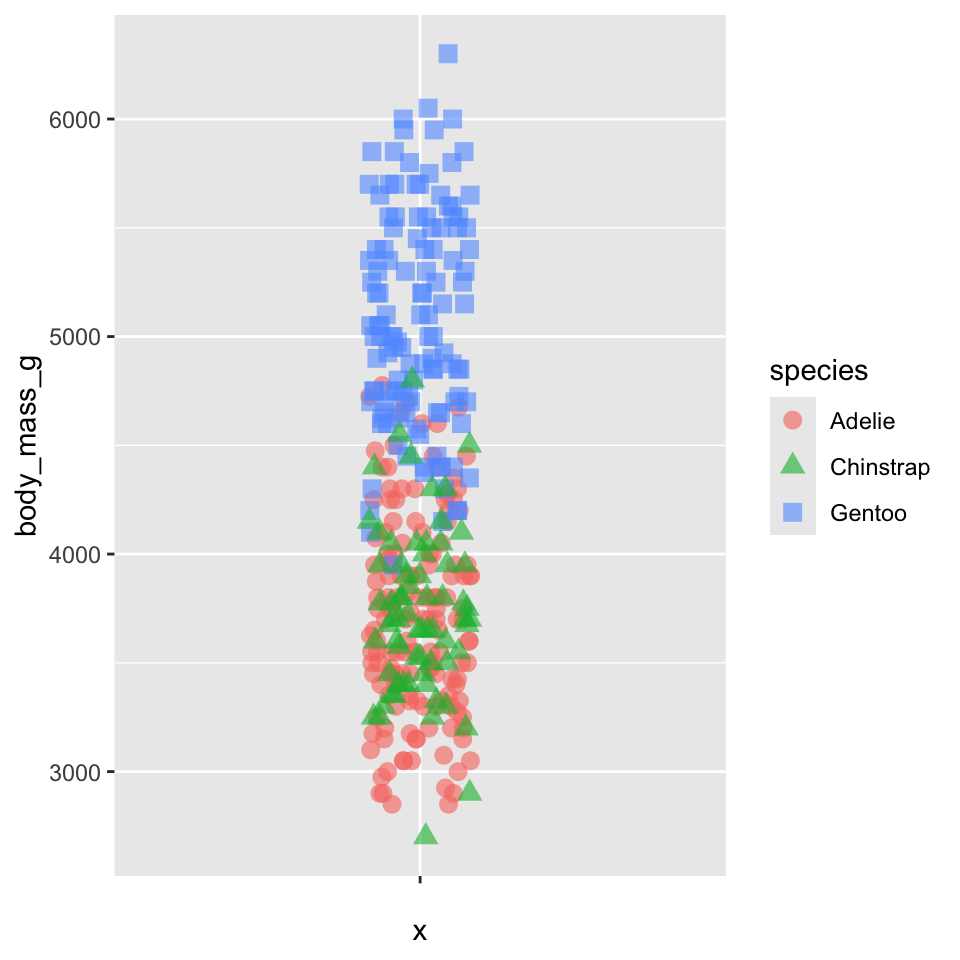 body_mass_g
6000
5000
4000
3000
x
species
Adelie
Chinstrap
Gentoo